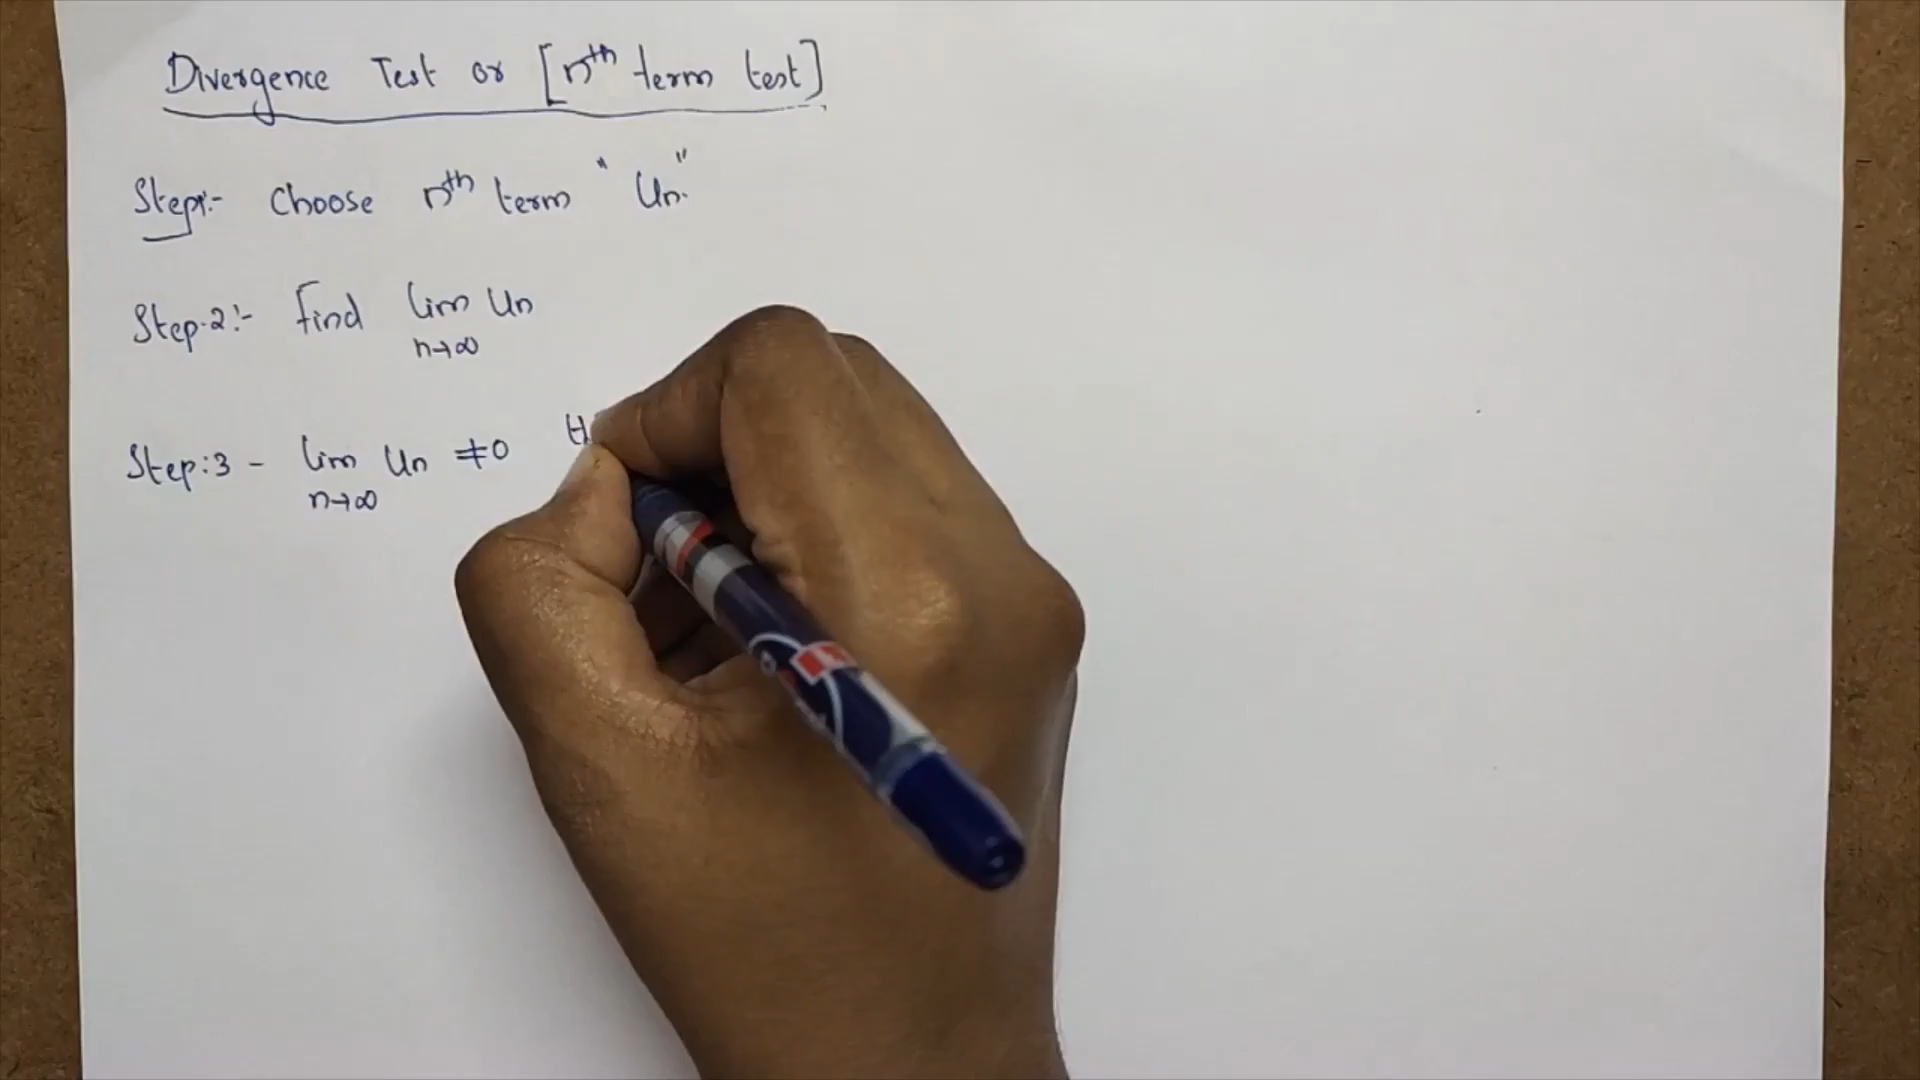 Divergence Test or [nth term test]
Step1:- Choose nth term "Un."
Step.2:- Find lim Un
n→∞
Step:3 - lim Un ≠0
n→∞